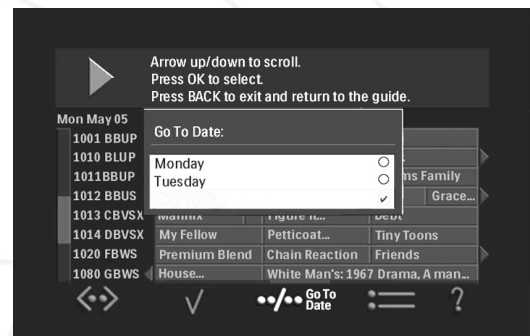 Arrow up/down to scroll.
Press OK to select.
Press BACK to exit and return to the guide.
Mon May 05
Go To Date:
Monday
Tuesday
1001 BBUP
1010 BLUP
1011BBUP
ns Family
1012 BBUS
Grace...
1013 CBVSX
Mannix
Figure it...
Debt
1014 DBVSX
My Fellow
Petticoat...
Tiny Toons
1020 FBWS
Premium Blend
Chain Reaction
Friends
1080 GBWS
House...
White Man's: 1967 Drama, A man...
Go To
Date
?